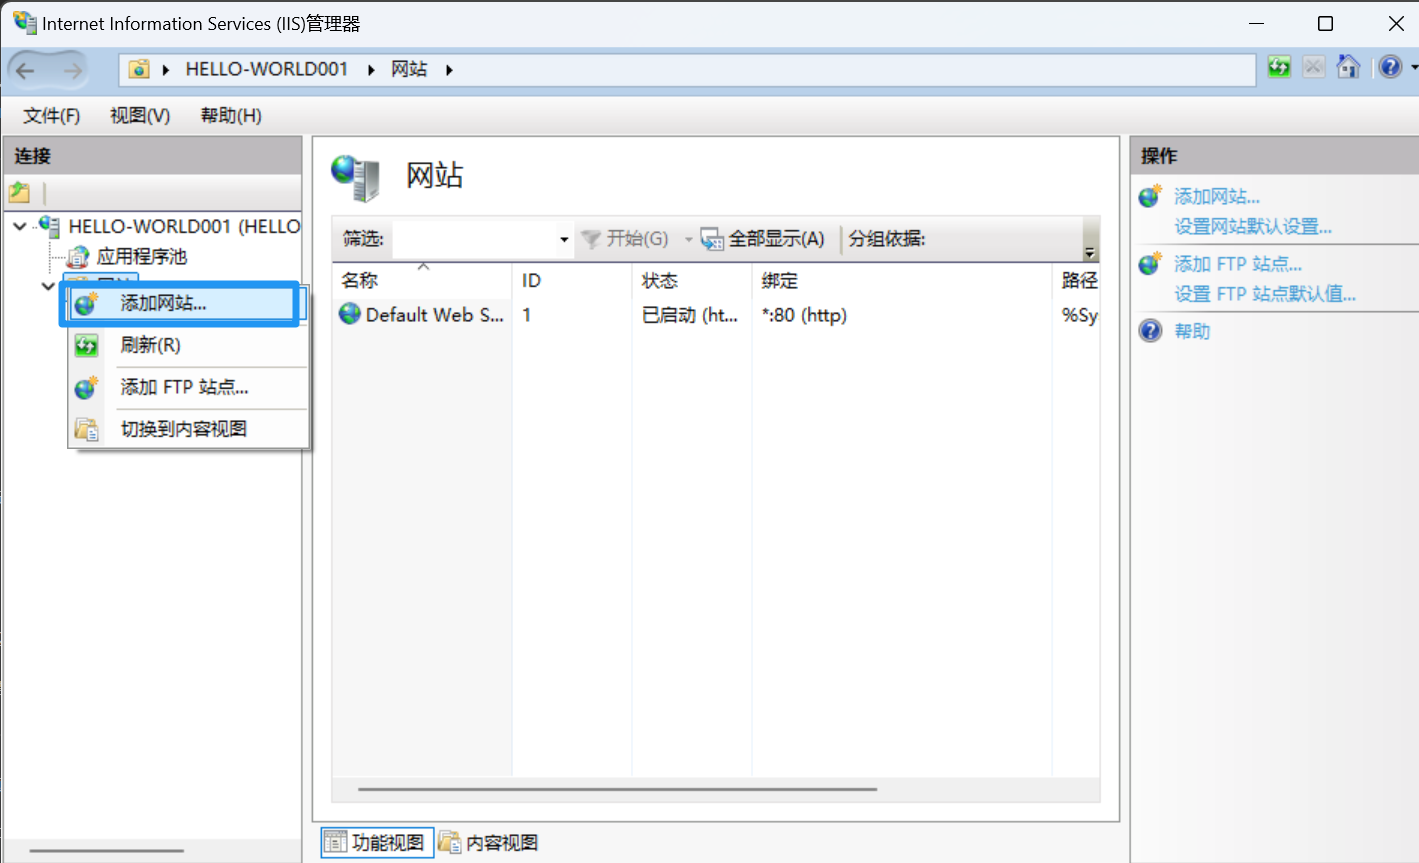 Internet Information Services (IIS)管理器
HELLO-WORLD001 网站
文件(F) 视图(V) 帮助(H)
连接
HELLO-WORLD001 (HELLO
应用程序池
添加网站...
刷新(R)
添加 FTP 站点...
切换到内容视图
网站
筛选: 开始(G) 全部显示(A) 分组依据:
名称 ID 状态 绑定 路径
Default Web S... 1 已启动 (ht... *:80 (http) %Sy
功能视图 内容视图
操作
添加网站...
设置网站默认设置...
添加 FTP 站点...
设置 FTP 站点默认值...
帮助